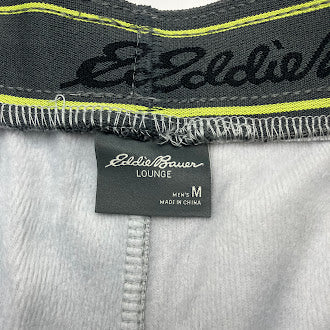 Eddie
Eddie Bauer
LOUNGE
MEN'S M
MADE IN CHINA